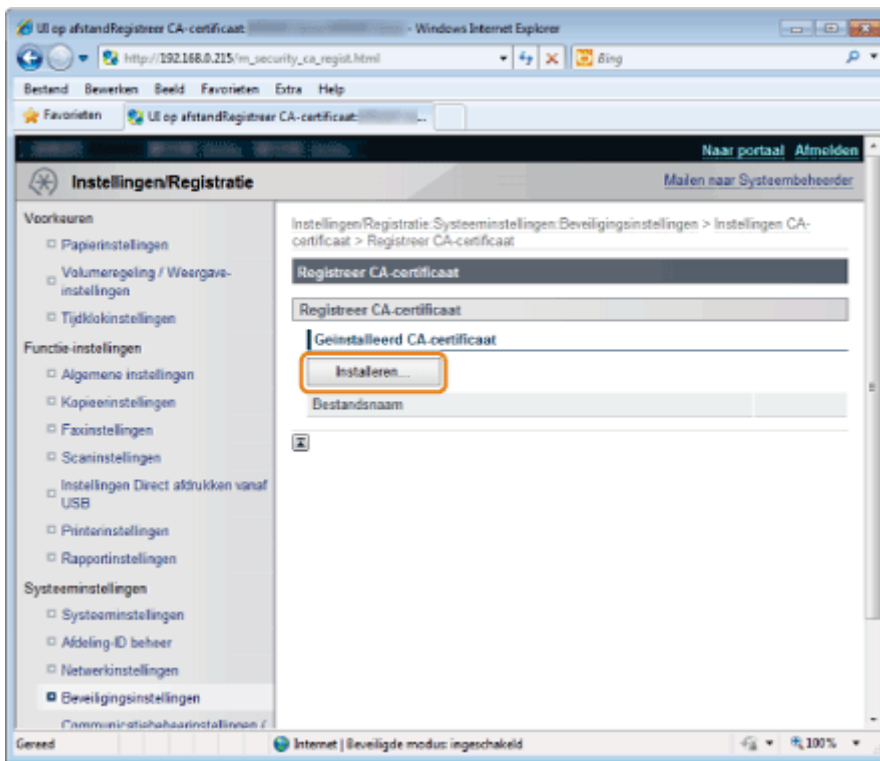 UI op afstandRegistreer CA-certificaat: - Windows Internet Explorer
http://192.168.0.215/m_security_ca_regist.html
Bing
Bestand Bewerken Beeld Favorieten Extra Help
Favorieten
UI op afstandRegistreer CA-certificaat: ...
Naar portaal Afmelden
Instellingen/Registratie
Mailen naar Systeembeheerder
Voorkeuren
Papierinstellingen
Volumeregeling / Weergave-
instellingen
Tijdklokinstellingen
Functie-instellingen
Algemene instellingen
Kopieerinstellingen
Faxinstellingen
Scaninstellingen
Instellingen Direct afdrukken vanaf
USB
Printerinstellingen
Rapportinstellingen
Systeeminstellingen
Systeeminstellingen
Afdeling-ID beheer
Netwerkinstellingen
Beveiligingsinstellingen
Communicatiebeheerinstellingen /
Instellingen/Registratie:Systeeminstellingen:Beveiligingsinstellingen > Instellingen CA-
certificaat > Registreer CA-certificaat
Registreer CA-certificaat
Registreer CA-certificaat
Geïnstalleerd CA-certificaat
Installeren...
Bestandsnaam
Gereed
Internet | Beveiligde modus: ingeschakeld
100%